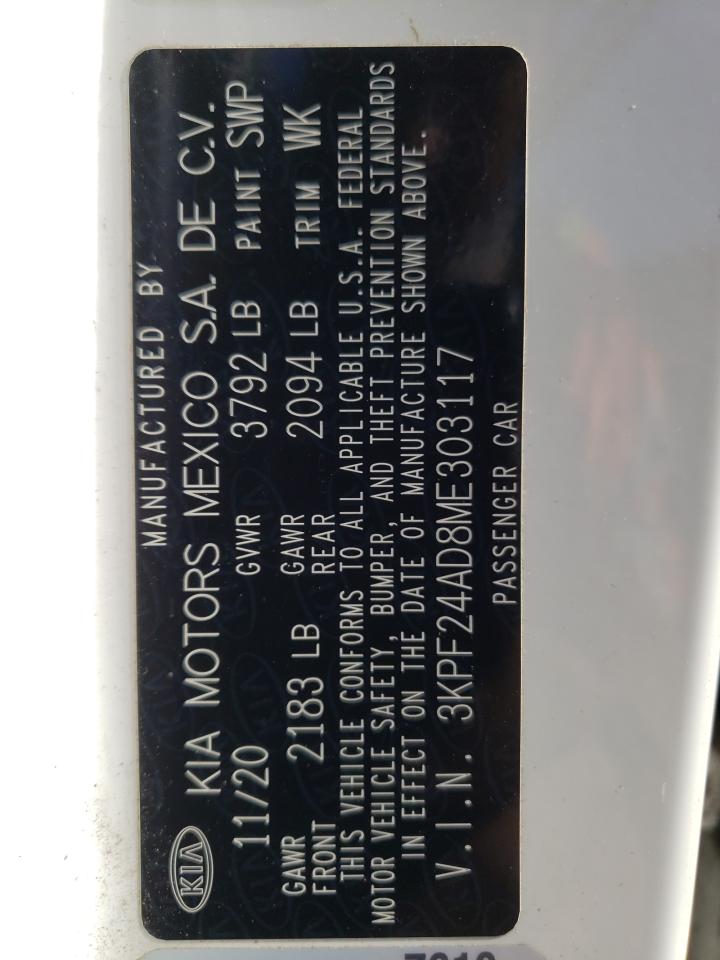 MANUFACTURED BY
KIA KIA MOTORS MEXICO S.A. DE C.V.
11/20 GVWR 3792 LB PAINT SWP
GAWR FRONT 2183 LB GAWR REAR 2094 LB TRIM WK
THIS VEHICLE CONFORMS TO ALL APPLICABLE U.S.A. FEDERAL
MOTOR VEHICLE SAFETY, BUMPER, AND THEFT PREVENTION STANDARDS
IN EFFECT ON THE DATE OF MANUFACTURE SHOWN ABOVE.
V.I.N. 3KPF24AD8ME303117
PASSENGER CAR